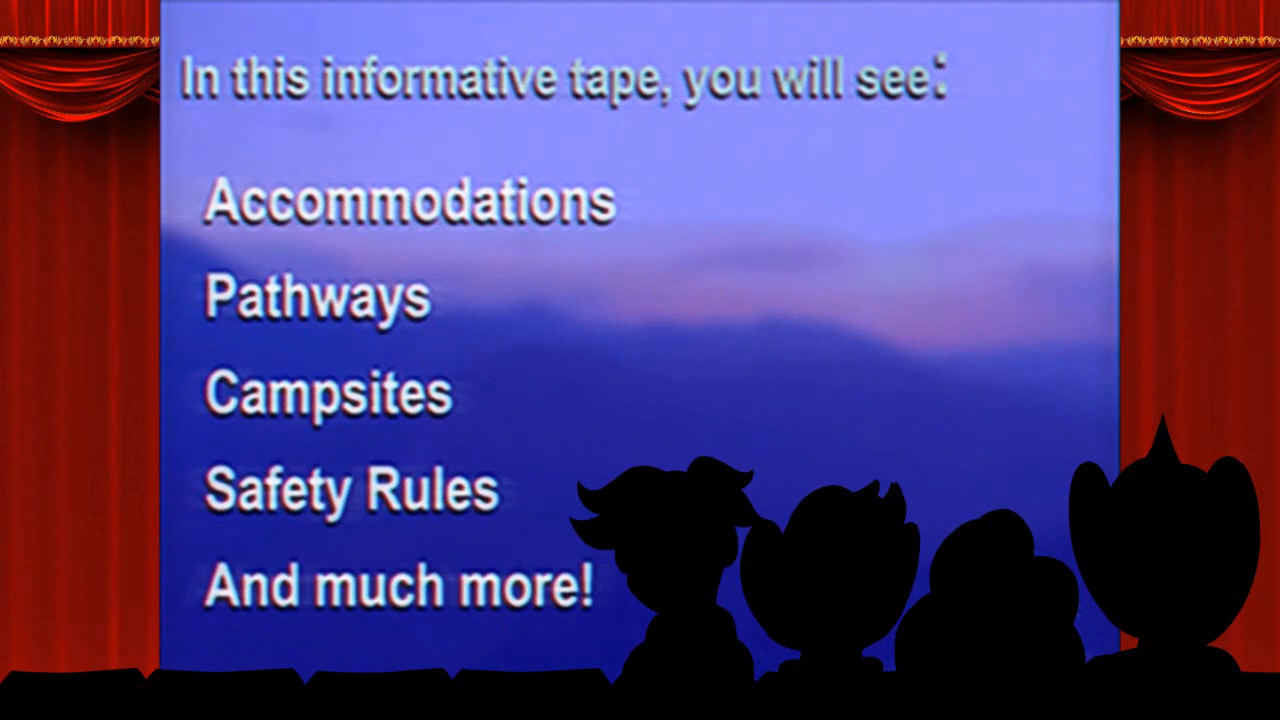 In this informative tape, you will see:
Accommodations
Pathways
Campsites
Safety Rules
And much more!